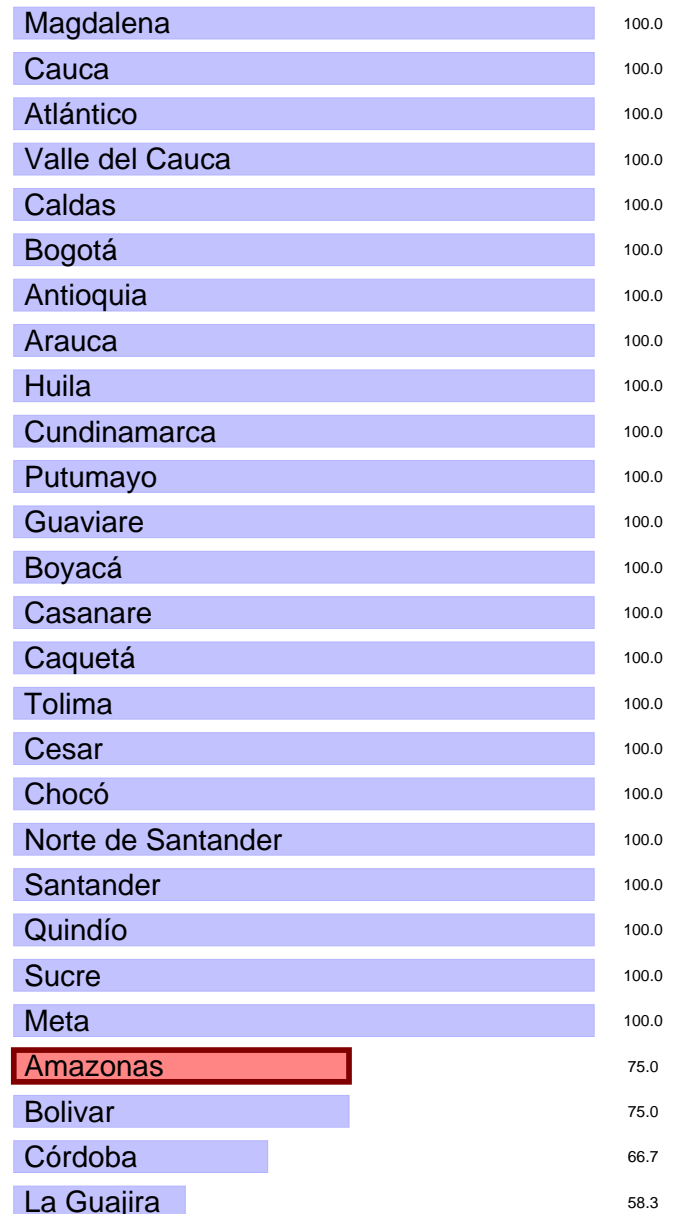 Magdalena 100.0
Cauca 100.0
Atlántico 100.0
Valle del Cauca 100.0
Caldas 100.0
Bogotá 100.0
Antioquia 100.0
Arauca 100.0
Huila 100.0
Cundinamarca 100.0
Putumayo 100.0
Guaviare 100.0
Boyacá 100.0
Casanare 100.0
Caquetá 100.0
Tolima 100.0
Cesar 100.0
Chocó 100.0
Norte de Santander 100.0
Santander 100.0
Quindío 100.0
Sucre 100.0
Meta 100.0
Amazonas 75.0
Bolivar 75.0
Córdoba 66.7
La Guajira 58.3